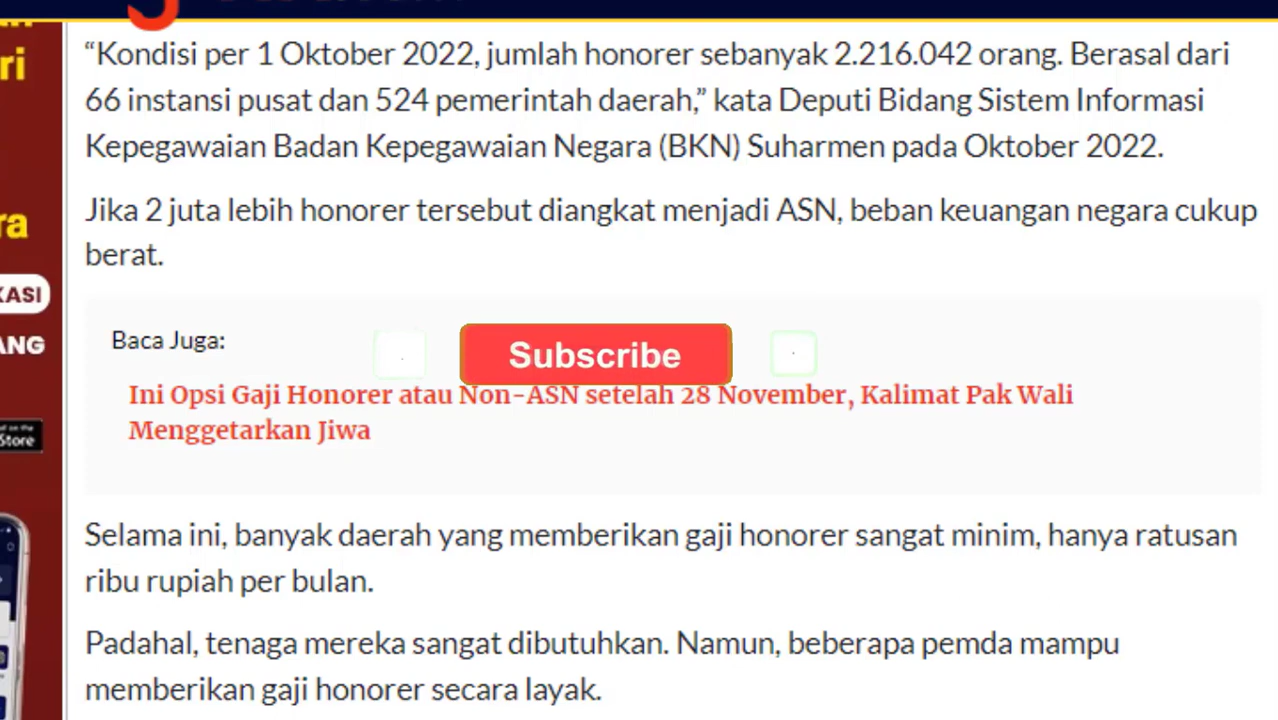 ri
ra
KASI
ANG
Store
“Kondisi per 1 Oktober 2022, jumlah honorer sebanyak 2.216.042 orang. Berasal dari
66 instansi pusat dan 524 pemerintah daerah,” kata Deputi Bidang Sistem Informasi
Kepegawaian Badan Kepegawaian Negara (BKN) Suharmen pada Oktober 2022.
Jika 2 juta lebih honorer tersebut diangkat menjadi ASN, beban keuangan negara cukup
berat.
Baca Juga:
Subscribe
Ini Opsi Gaji Honorer atau Non-ASN setelah 28 November, Kalimat Pak Wali
Menggetarkan Jiwa
Selama ini, banyak daerah yang memberikan gaji honorer sangat minim, hanya ratusan
ribu rupiah per bulan.
Padahal, tenaga mereka sangat dibutuhkan. Namun, beberapa pemda mampu
memberikan gaji honorer secara layak.